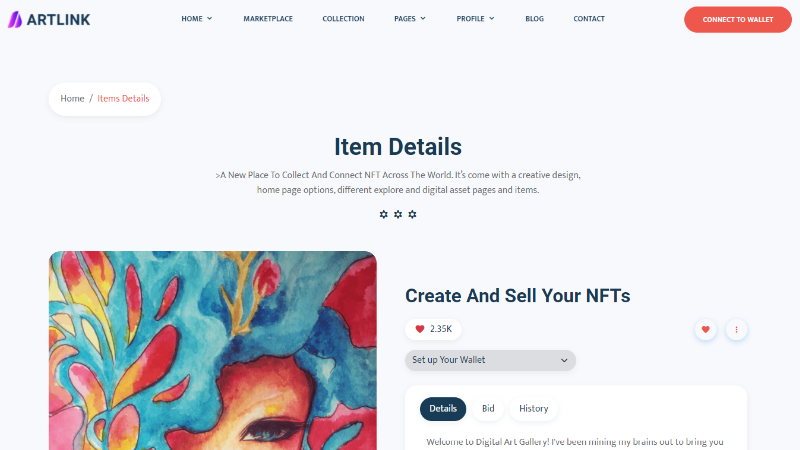 ARTLINK
HOME
MARKETPLACE
COLLECTION
PAGES
PROFILE
BLOG
CONTACT
CONNECT TO WALLET
Home / Items Details
Item Details
>A New Place To Collect And Connect NFT Across The World. It's come with a creative design,
home page options, different explore and digital asset pages and items.
Create And Sell Your NFTs
2.35K
Set up Your Wallet
Details
Bid
History
Welcome to Digital Art Gallery! I've been mining my brains out to bring you